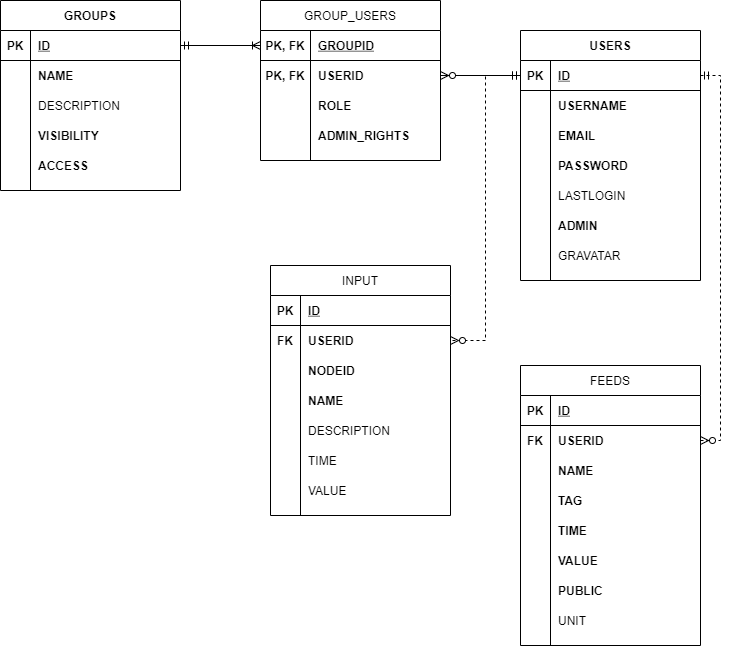 GROUPS
PK ID
NAME
DESCRIPTION
VISIBILITY
ACCESS
GROUP_USERS
PK, FK GROUPID
PK, FK USERID
ROLE
ADMIN_RIGHTS
USERS
PK ID
USERNAME
EMAIL
PASSWORD
LASTLOGIN
ADMIN
GRAVATAR
INPUT
PK ID
FK USERID
NODEID
NAME
DESCRIPTION
TIME
VALUE
FEEDS
PK ID
FK USERID
NAME
TAG
TIME
VALUE
PUBLIC
UNIT